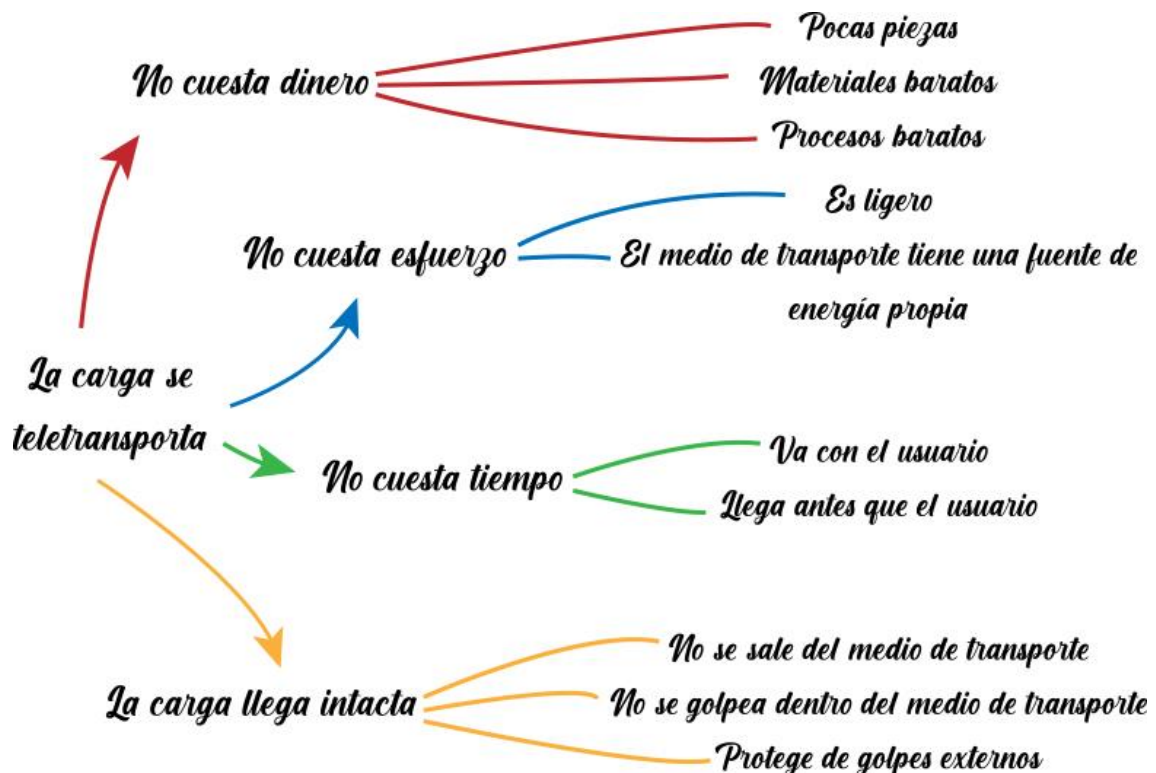 Pocas piezas
No cuesta dinero
Materiales baratos
Procesos baratos
Es ligero
No cuesta esfuerzo
El medio de transporte tiene una fuente de
energía propia
La carga se
teletransporta
Va con el usuario
No cuesta tiempo
Llega antes que el usuario
No se sale del medio de transporte
La carga llega intacta
No se golpea dentro del medio de transporte
Protege de golpes externos